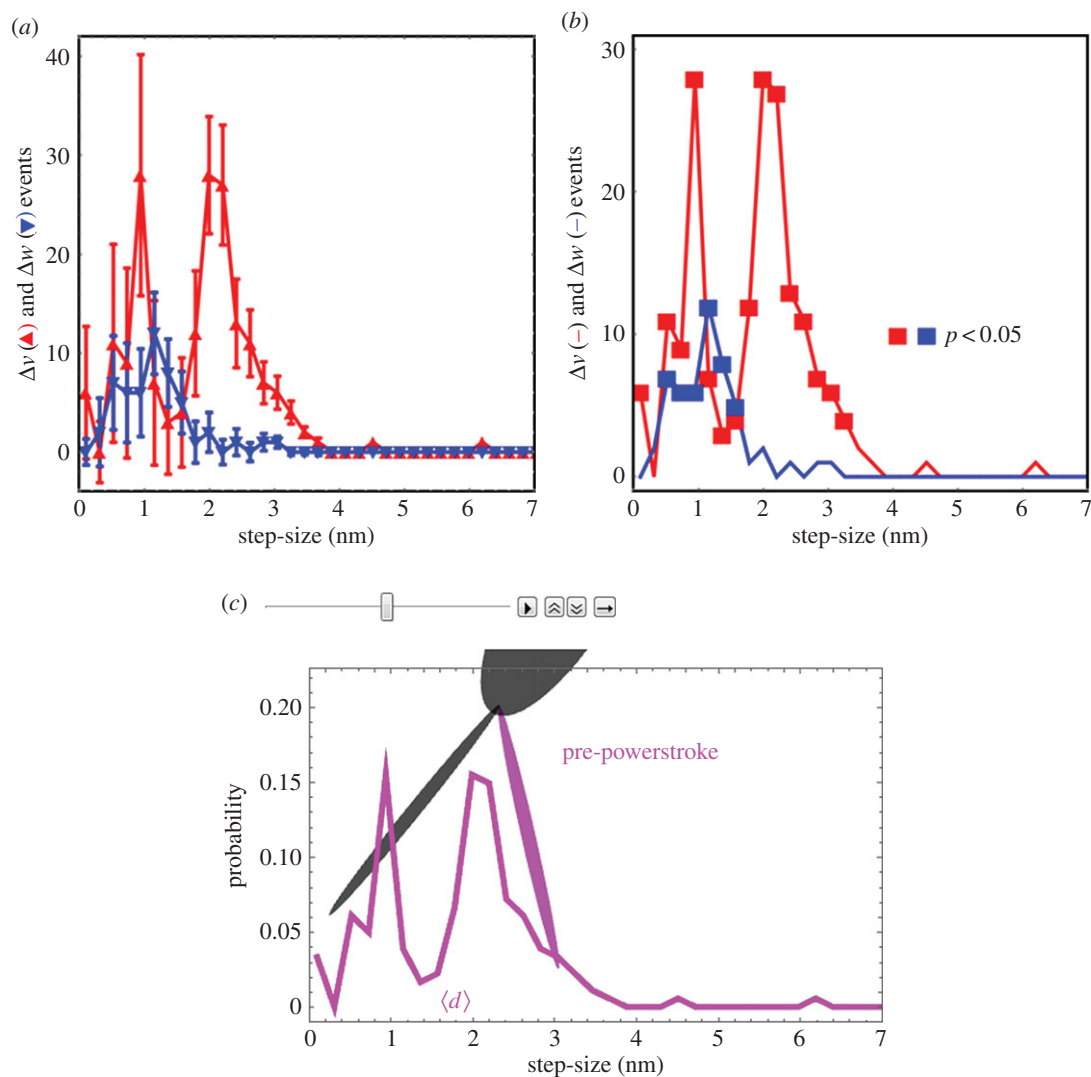 (a)
40
30
20
10
0
Δv (▲) and Δw (▼) events
0 1 2 3 4 5 6 7
step-size (nm)
(b)
30
20
10
0
Δv (–) and Δw (–) events
p < 0.05
0 1 2 3 4 5 6 7
step-size (nm)
(c)
0.20
0.15
0.10
0.05
0
probability
pre-powerstroke
⟨d⟩
0 1 2 3 4 5 6 7
step-size (nm)